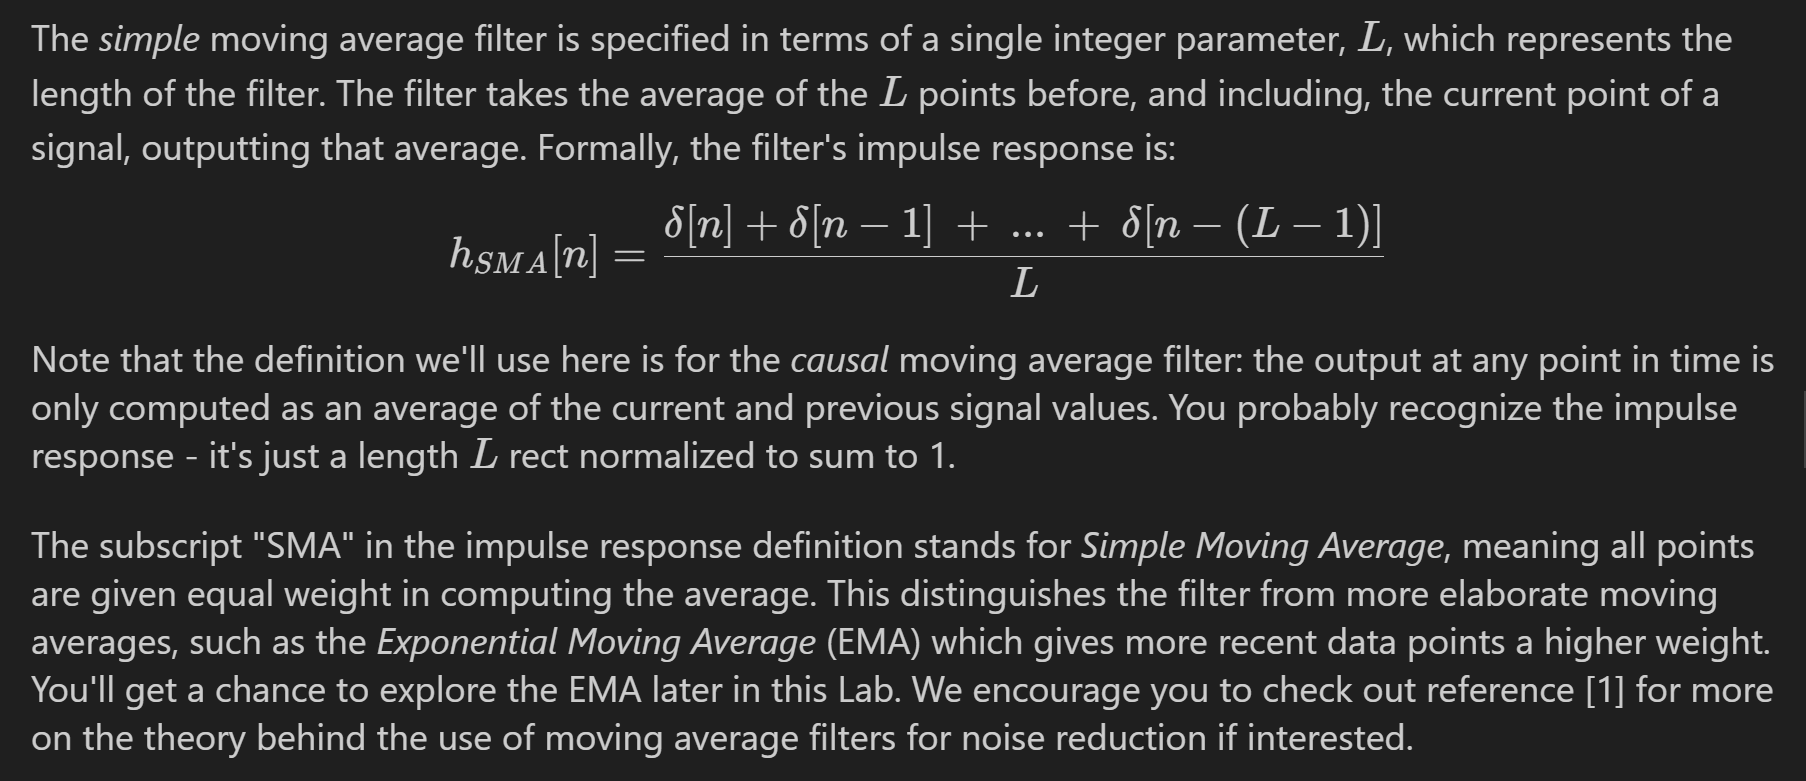 The simple moving average filter is specified in terms of a single integer parameter, L, which represents the
length of the filter. The filter takes the average of the L points before, and including, the current point of a
signal, outputting that average. Formally, the filter's impulse response is:
h_{SMA}[n] = \frac{δ[n] + δ[n − 1] + ... + δ[n − (L − 1)]}{L}
Note that the definition we'll use here is for the causal moving average filter: the output at any point in time is
only computed as an average of the current and previous signal values. You probably recognize the impulse
response - it's just a length L rect normalized to sum to 1.
The subscript "SMA" in the impulse response definition stands for Simple Moving Average, meaning all points
are given equal weight in computing the average. This distinguishes the filter from more elaborate moving
averages, such as the Exponential Moving Average (EMA) which gives more recent data points a higher weight.
You'll get a chance to explore the EMA later in this Lab. We encourage you to check out reference [1] for more
on the theory behind the use of moving average filters for noise reduction if interested.